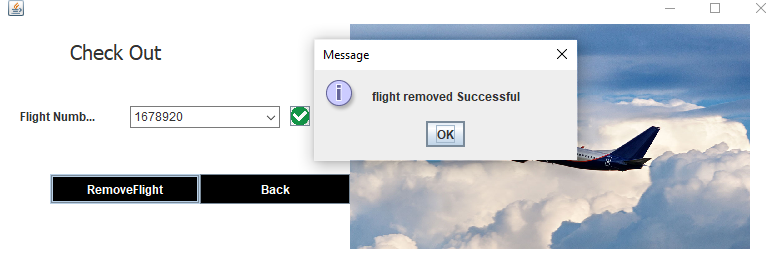 Check Out
Message
flight removed Successful
Flight Numb...
1678920
OK
RemoveFlight
Back